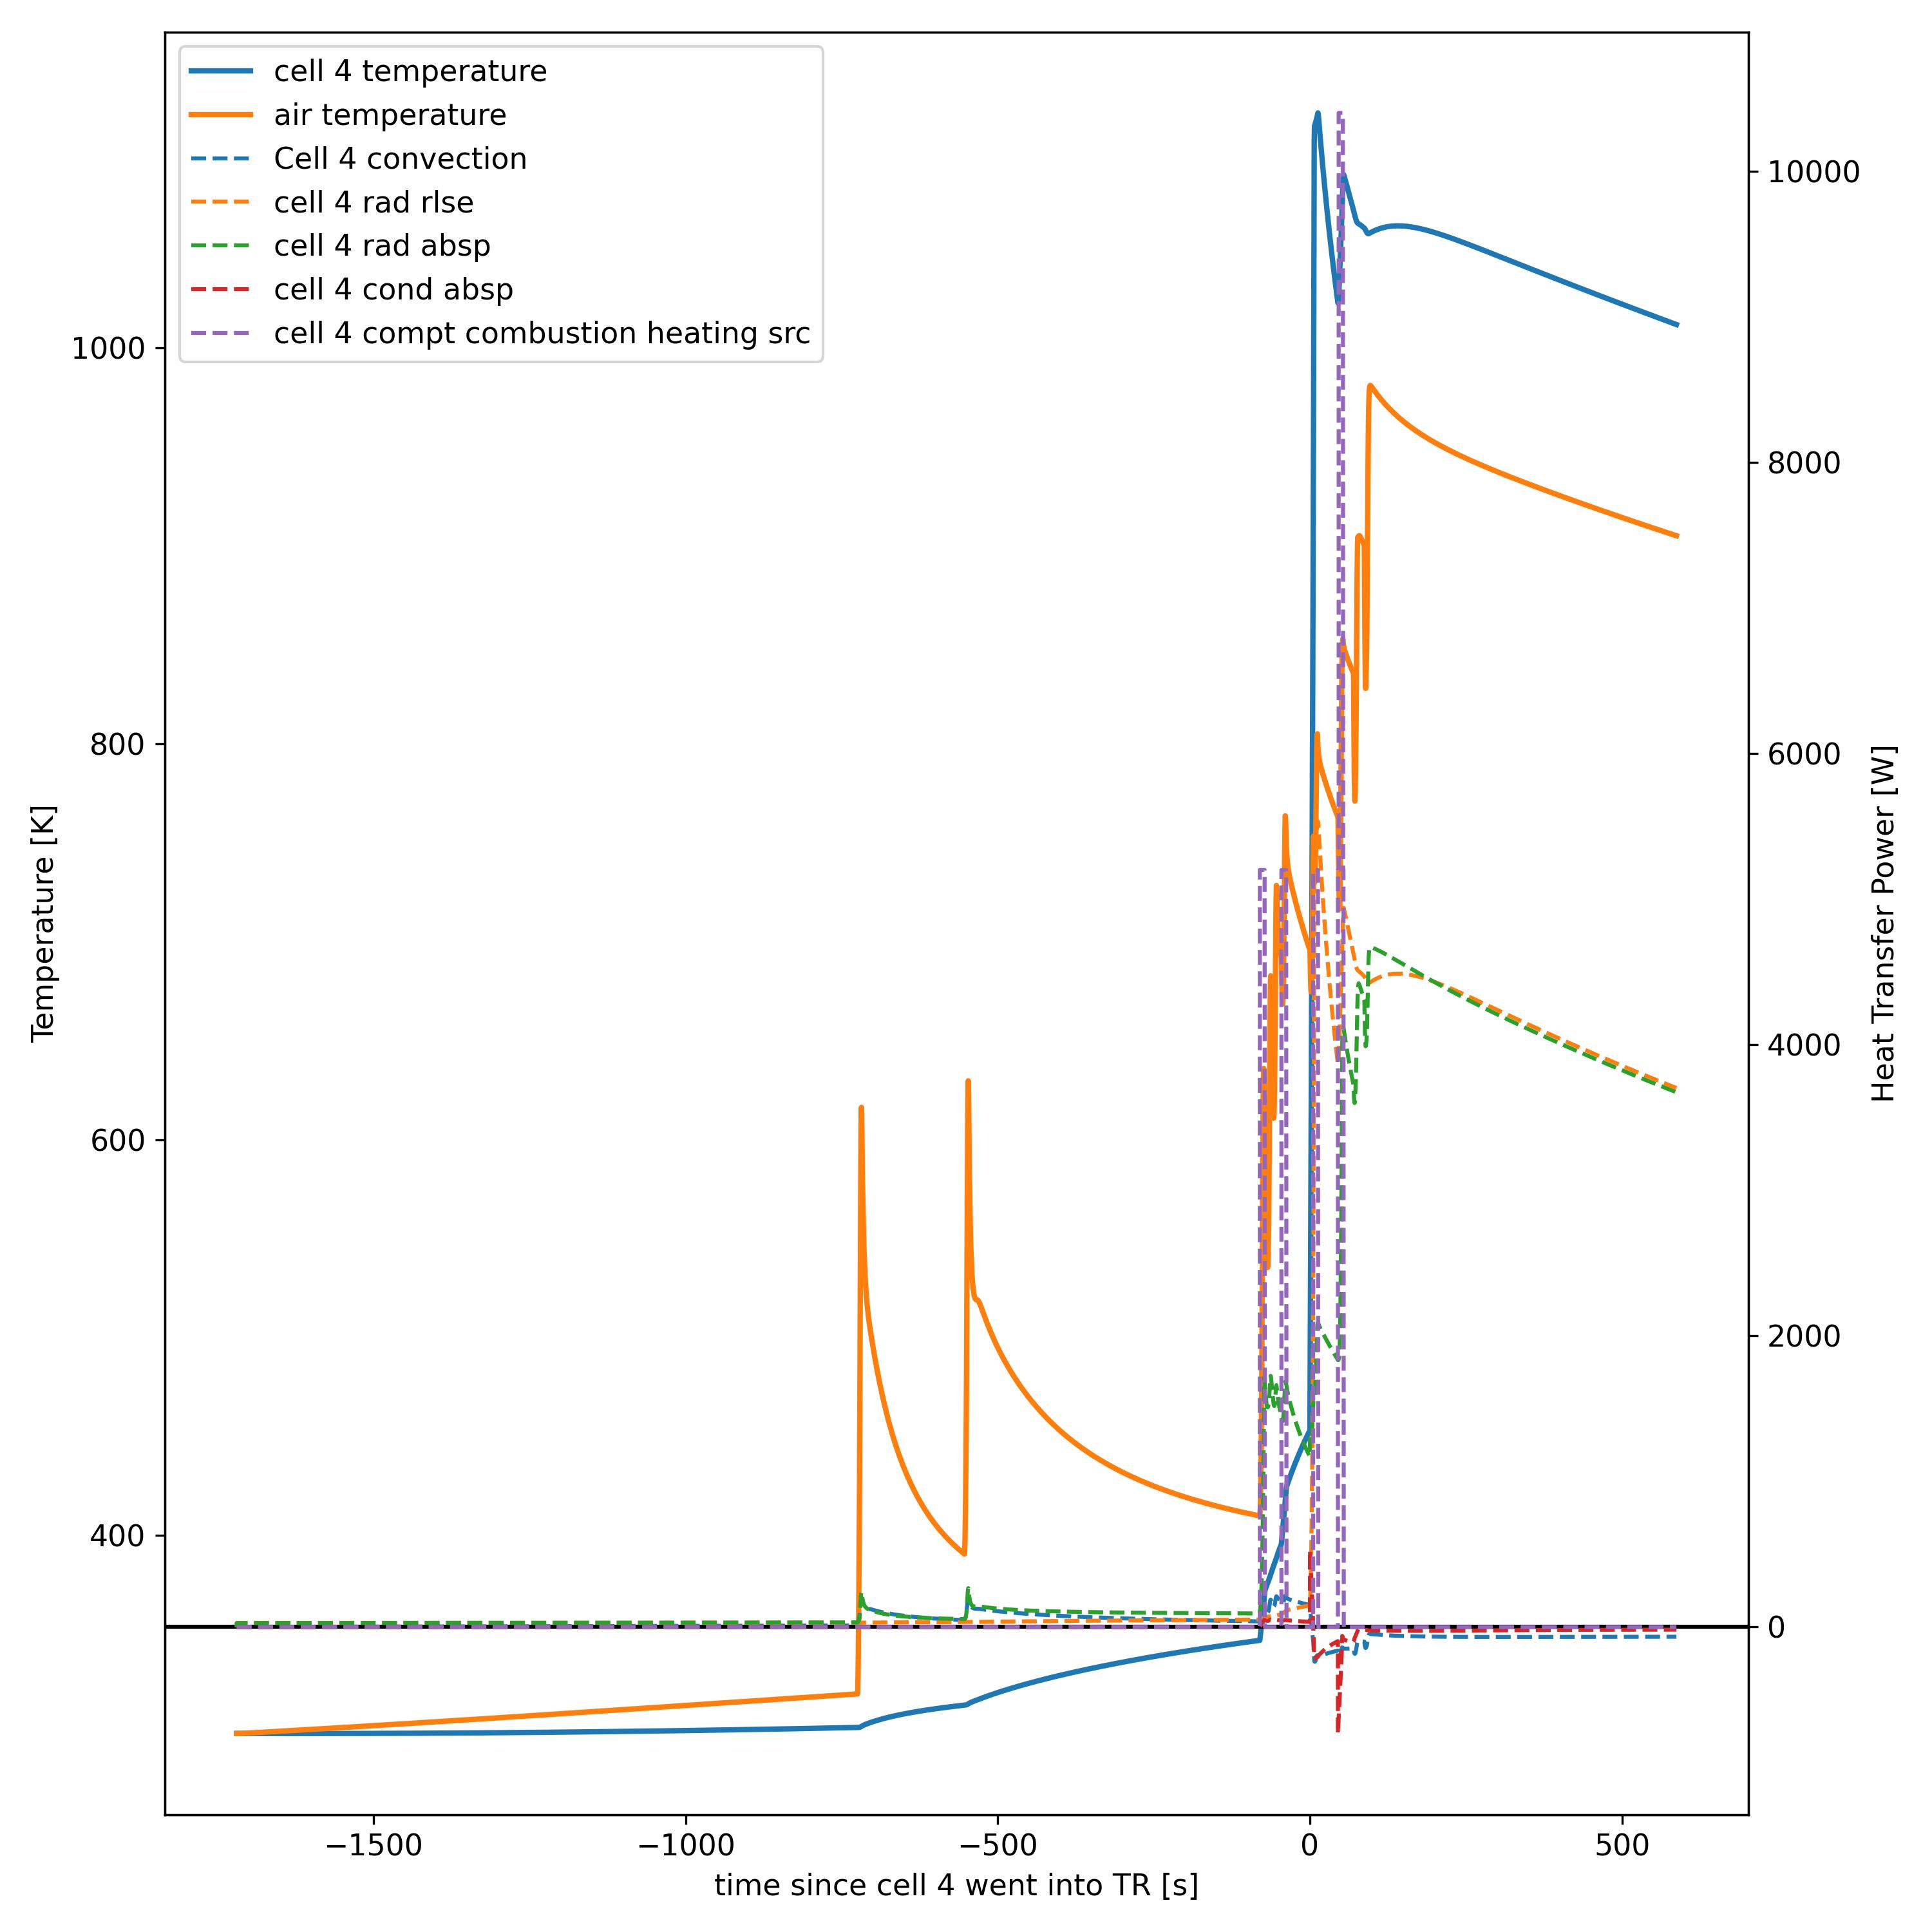 cell 4 temperature
air temperature
Cell 4 convection
cell 4 rad rlse
cell 4 rad absp
cell 4 cond absp
cell 4 compt combustion heating src
1000
800
600
400
Temperature [K]
10000
8000
6000
4000
2000
0
Heat Transfer Power [W]
−1500
−1000
−500
0
500
time since cell 4 went into TR [s]